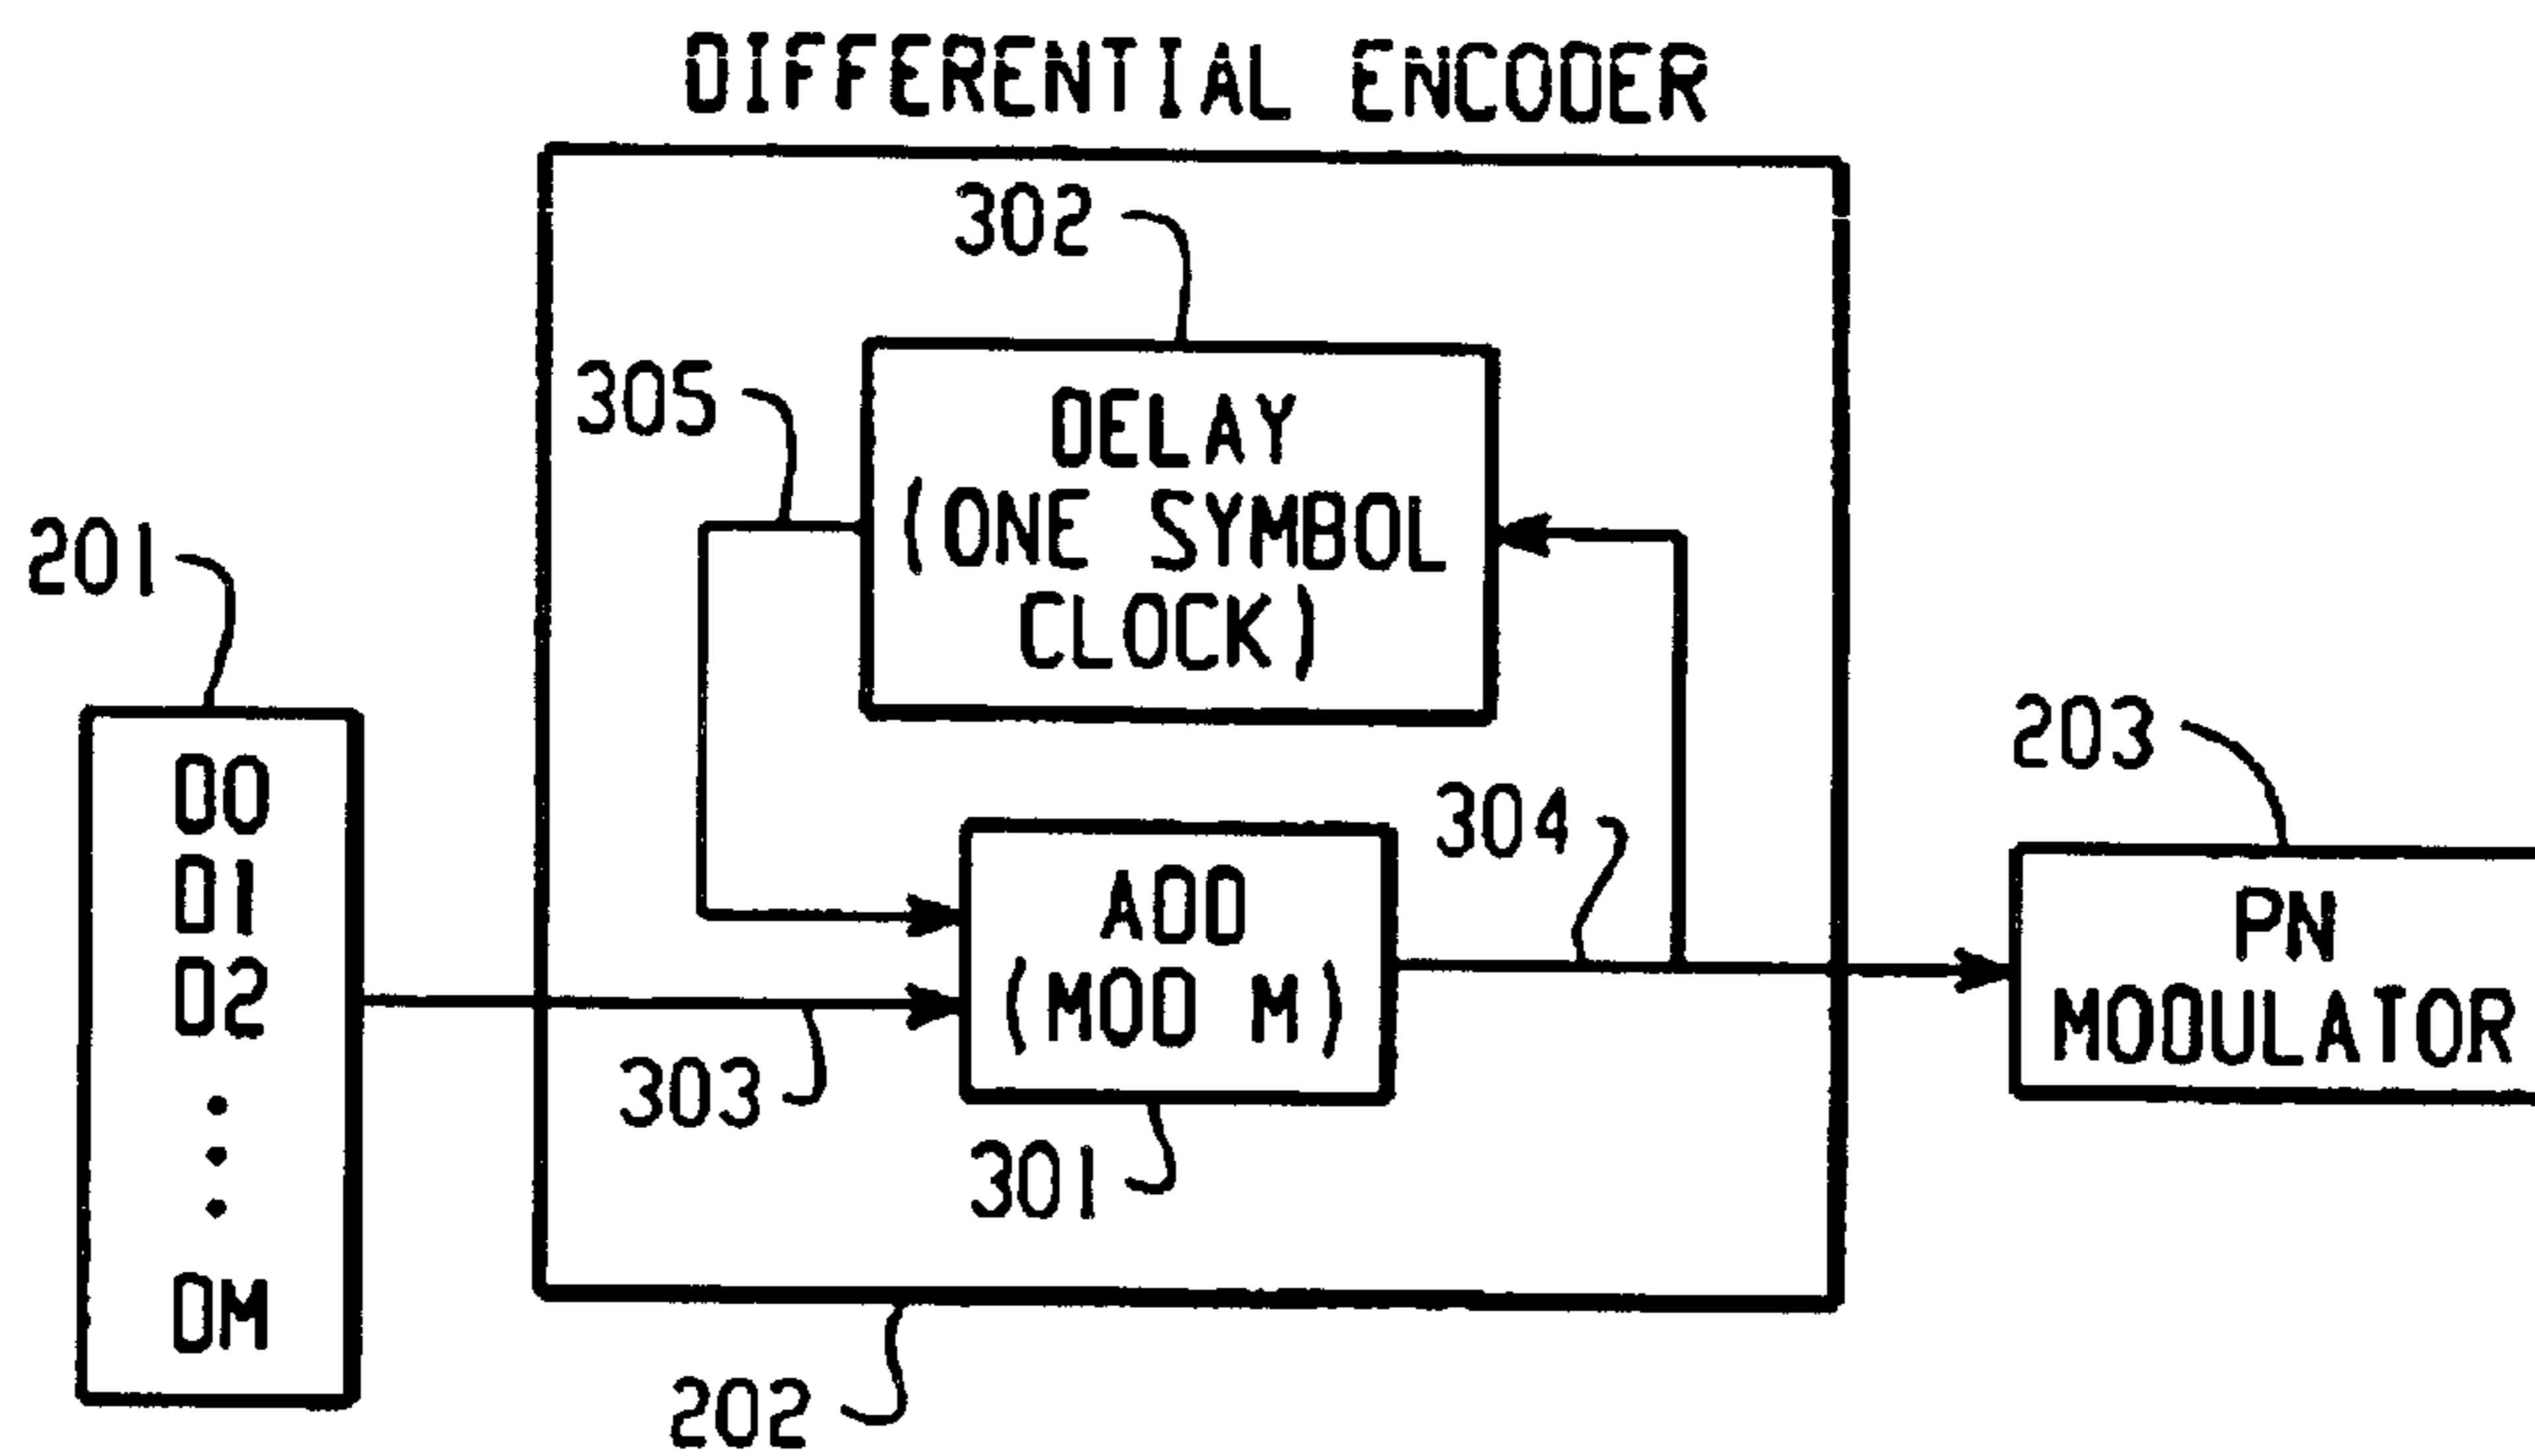 DIFFERENTIAL ENCODER
302
305
DELAY
(ONE SYMBOL
CLOCK)
201
203
304
D0
D1
D2
DM
ADD
(MOD M)
PN
MODULATOR
303
301
202